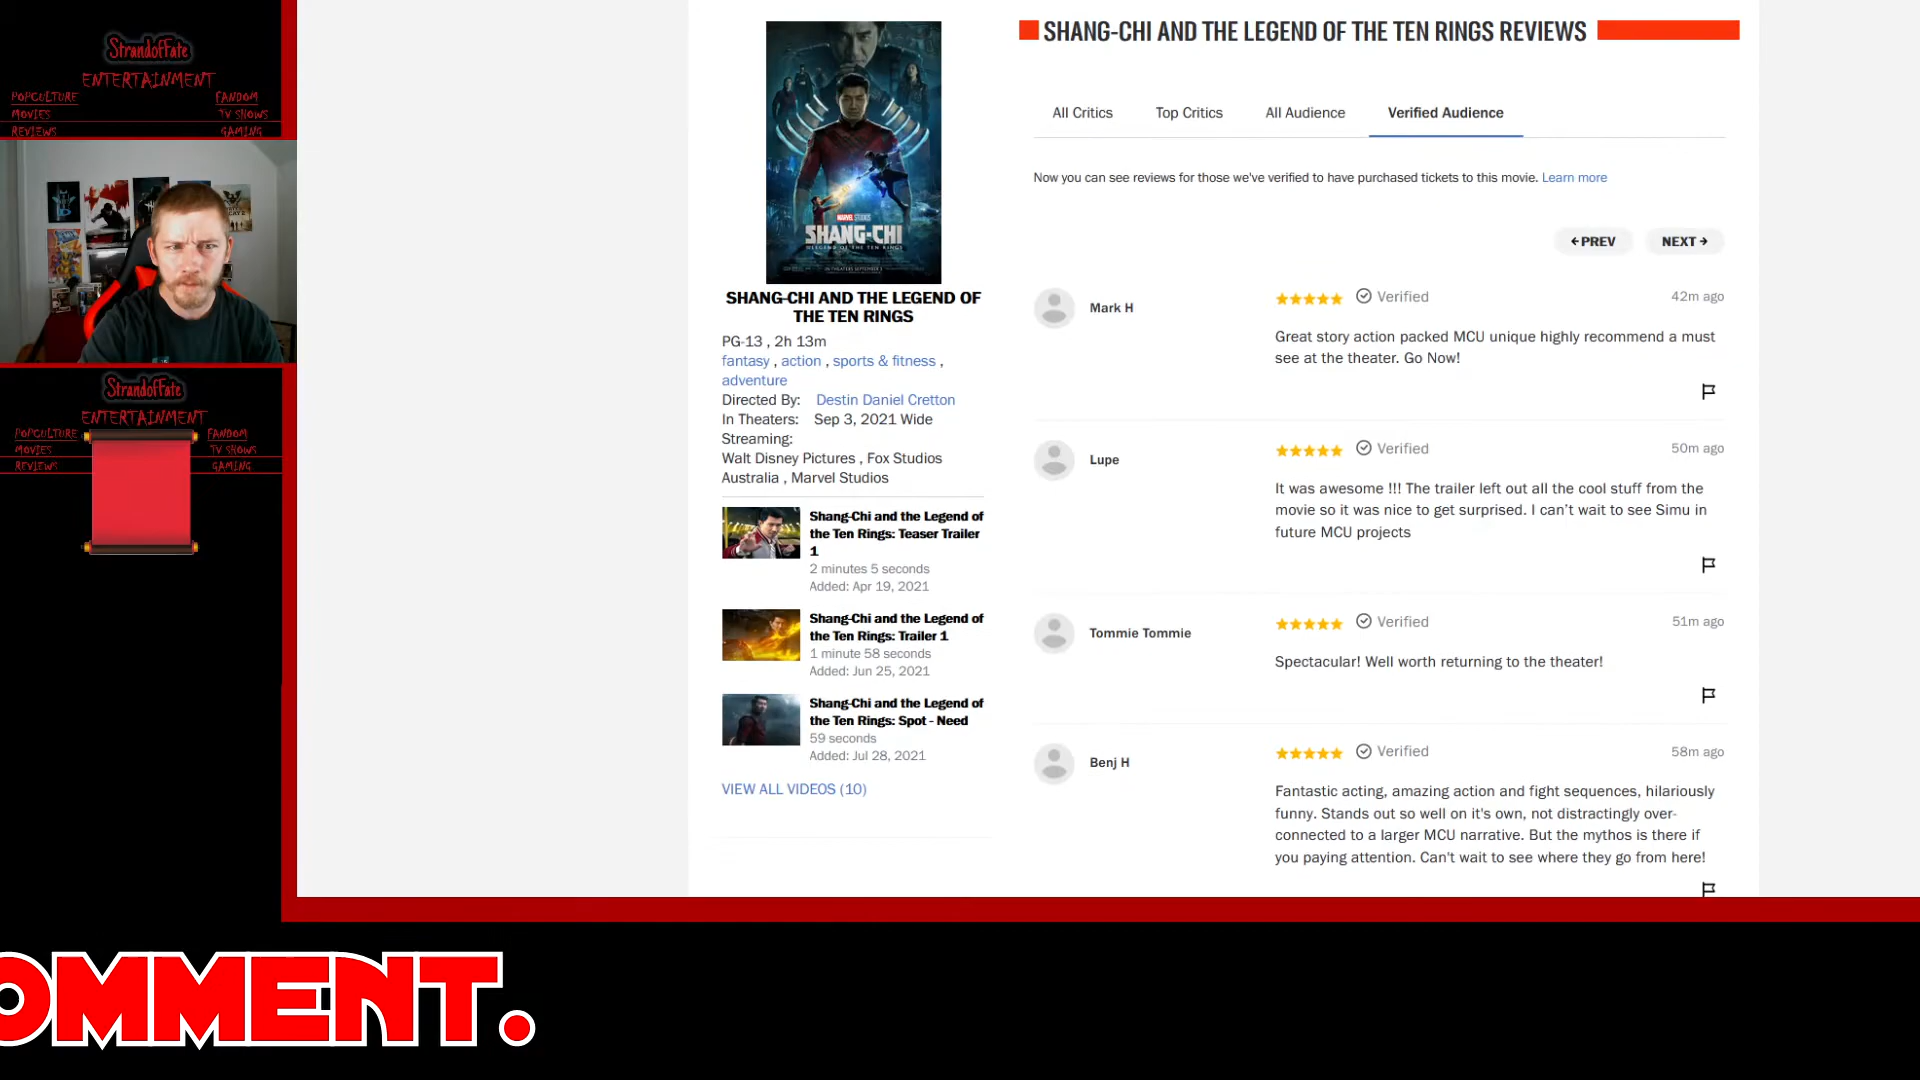 StrandofFate
ENTERTAINMENT
POPCULTURE FANDOM
MOVIES TV SHOWS
REVIEWS GAMING
StrandofFate
ENTERTAINMENT
POPCULTURE FANDOM
MOVIES TV SHOWS
REVIEWS GAMING
MARVEL STUDIOS
SHANG-CHI
SHANG-CHI AND THE LEGEND OF
THE TEN RINGS
PG-13 , 2h 13m
fantasy , action , sports & fitness ,
adventure
Directed By: Destin Daniel Cretton
In Theaters: Sep 3, 2021 Wide
Streaming:
Walt Disney Pictures , Fox Studios
Australia , Marvel Studios
Shang-Chi and the Legend of
the Ten Rings: Teaser Trailer
1
2 minutes 5 seconds
Added: Apr 19, 2021
Shang-Chi and the Legend of
the Ten Rings: Trailer 1
1 minute 58 seconds
Added: Jun 25, 2021
Shang-Chi and the Legend of
the Ten Rings: Spot - Need
59 seconds
Added: Jul 28, 2021
VIEW ALL VIDEOS (10)
SHANG-CHI AND THE LEGEND OF THE TEN RINGS REVIEWS
All Critics Top Critics All Audience Verified Audience
Now you can see reviews for those we've verified to have purchased tickets to this movie. Learn more
PREV NEXT
Mark H Verified 42m ago
Great story action packed MCU unique highly recommend a must
see at the theater. Go Now!
Lupe Verified 50m ago
It was awesome !!! The trailer left out all the cool stuff from the
movie so it was nice to get surprised. I can't wait to see Simu in
future MCU projects
Tommie Tommie Verified 51m ago
Spectacular! Well worth returning to the theater!
Benj H Verified 58m ago
Fantastic acting, amazing action and fight sequences, hilariously
funny. Stands out so well on it's own, not distractingly over-
connected to a larger MCU narrative. But the mythos is there if
you paying attention. Can't wait to see where they go from here!
OMMENT.